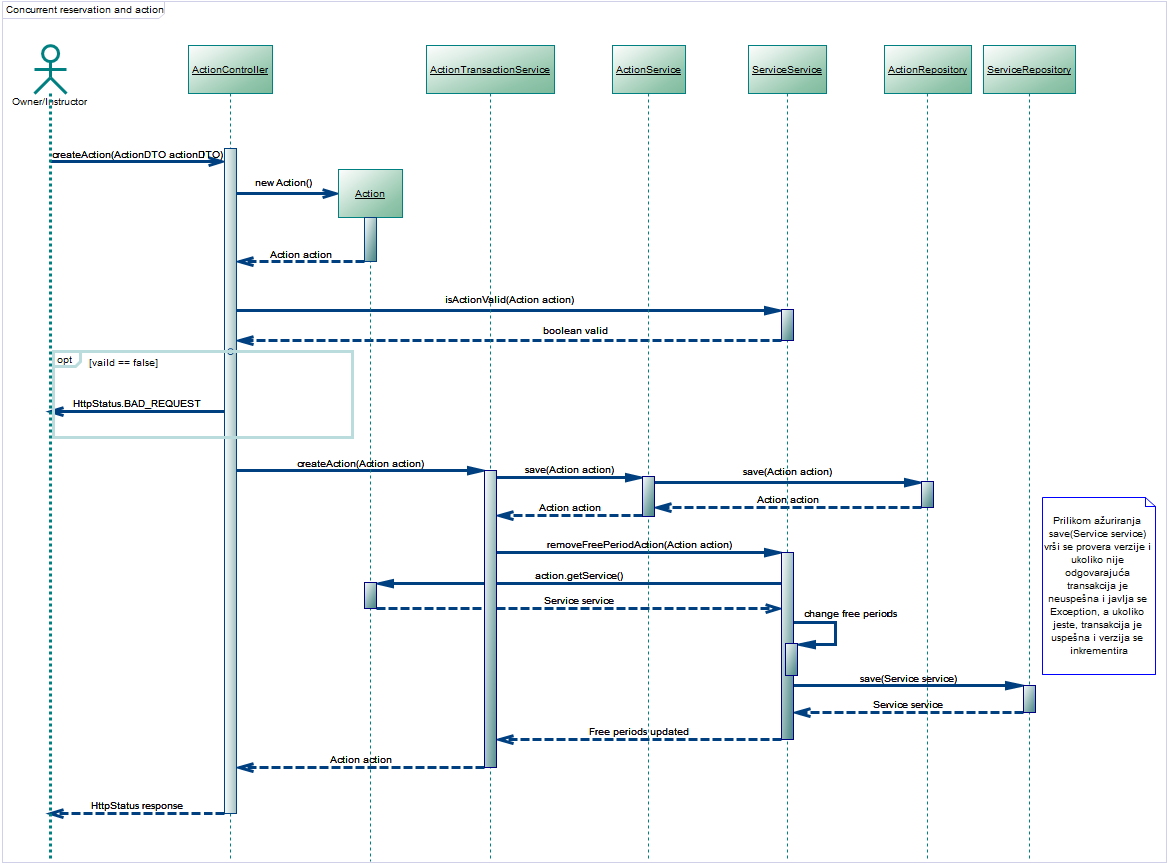 Concurrent reservation and action
Owner/Instructor
ActionController
ActionTransactionService
ActionService
ServiceService
ActionRepository
ServiceRepository
createAction(ActionDTO actionDTO)
new Action()
Action
Action action
isActionValid(Action action)
boolean valid
opt
[vaild == false]
HttpStatus.BAD_REQUEST
createAction(Action action)
save(Action action)
save(Action action)
Action action
Action action
removeFreePeriodAction(Action action)
action.getService()
Service service
change free periods
save(Service service)
Service service
Free periods updated
Action action
HttpStatus response
Prilikom ažuriranja
save(Service service)
vrši se provera verzije i
ukoliko nije
odgovarajuća
transakcija je
neuspešna i javlja se
Exception, a ukoliko
jeste, transakcija je
uspešna i verzija se
inkrementira